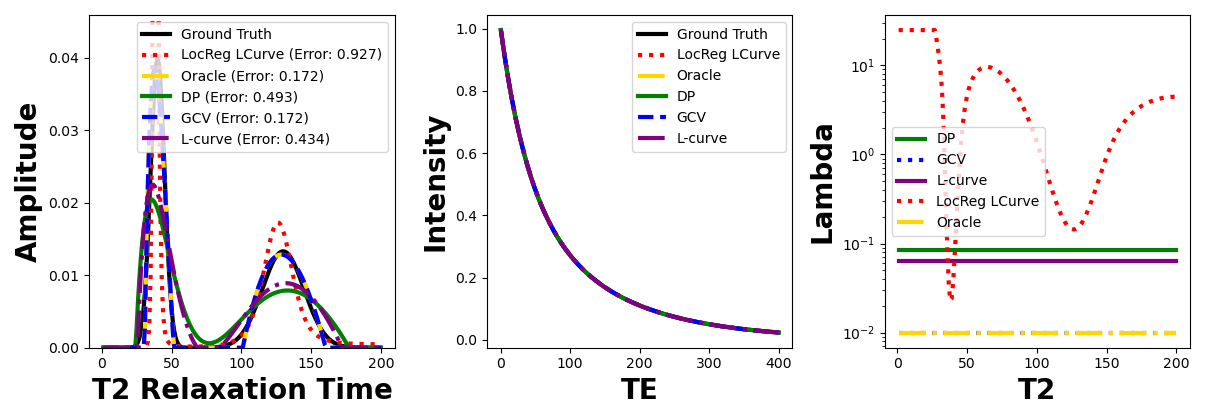 Amplitude
0.04
0.03
0.02
0.01
0.00
Ground Truth
LocReg LCurve (Error: 0.927)
Oracle (Error: 0.172)
DP (Error: 0.493)
GCV (Error: 0.172)
L-curve (Error: 0.434)
0 50 100 150 200
T2 Relaxation Time
Intensity
1.0
0.8
0.6
0.4
0.2
0.0
Ground Truth
LocReg LCurve
Oracle
DP
GCV
L-curve
0 100 200 300 400
TE
Lambda
10¹
10⁰
10⁻¹
10⁻²
DP
GCV
L-curve
LocReg LCurve
Oracle
0 50 100 150 200
T2